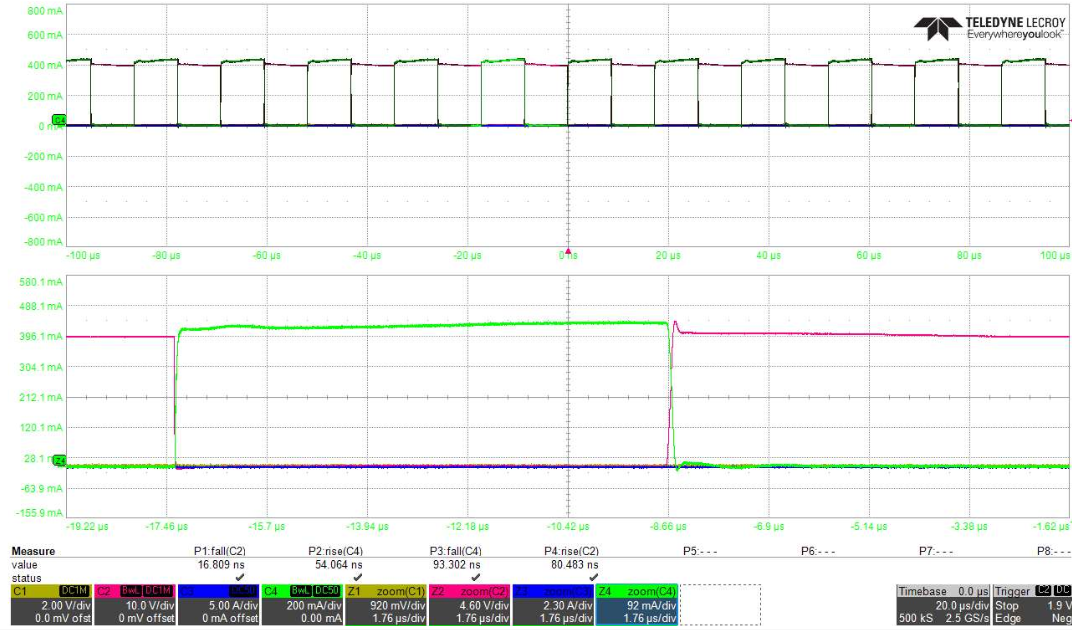 800 mA
600 mA
400 mA
200 mA
C4
0 mA
-200 mA
-400 mA
-600 mA
-800 mA
TELEDYNE LECROY
Everywhereyoulook™
-100 µs -80 µs -60 µs -40 µs -20 µs 0 ns 20 µs 40 µs 60 µs 80 µs 100 µs
580.1 mA
488.1 mA
396.1 mA
304.1 mA
212.1 mA
120.1 mA
28.1 mA
Z4
-63.9 mA
-155.9 mA
-19.22 µs -17.46 µs -15.7 µs -13.94 µs -12.18 µs -10.42 µs -8.66 µs -6.9 µs -5.14 µs -3.38 µs -1.62 µs
Measure P1:fall(C2) P2:rise(C4) P3:fall(C4) P4:rise(C2) P5:- - - P6:- - - P7:- - - P8:- - -
value 16.809 ns 54.064 ns 93.302 ns 80.483 ns
status
C1 DC1M C2 BwL DC1M C4 BwL DC50 Z1 zoom(C1) Z2 zoom(C2) Z3 zoom(C3) Z4 zoom(C4) Timebase 0.0 µs Trigger C2 DC
2.00 V/div 10.0 V/div 5.00 A/div 200 mA/div 920 mV/div 4.60 V/div 2.30 A/div 92 mA/div 20.0 µs/div Stop 1.9 V
0.0 mV ofst 0 mV offset 0 mA offset 0.00 mA 1.76 µs/div 1.76 µs/div 1.76 µs/div 1.76 µs/div 500 kS 2.5 GS/s Edge Neg